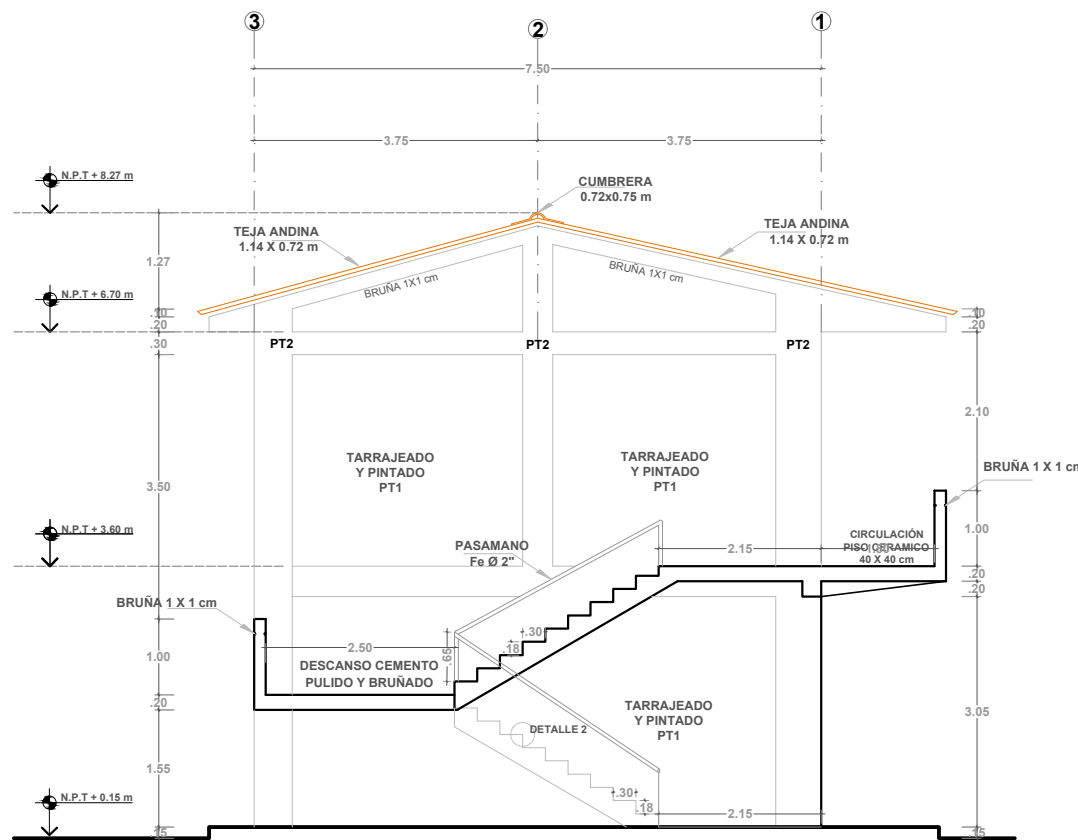 3
2
1
7.50
3.75
3.75
N.P.T + 8.27 m
CUMBRERA
0.72x0.75 m
TEJA ANDINA
1.14 X 0.72 m
TEJA ANDINA
1.14 X 0.72 m
1.27
BRUÑA 1X1 cm
BRUÑA 1X1 cm
N.P.T + 6.70 m
.10
.20
.10
.20
.30
PT2
PT2
PT2
2.10
TARRAJEADO
Y PINTADO
PT1
TARRAJEADO
Y PINTADO
PT1
BRUÑA 1 X 1 cm
3.50
N.P.T + 3.60 m
1.00
PASAMANO
Fe Ø 2"
2.15
CIRCULACIÓN
PISO CERAMICO
40 X 40 cm
.20
.20
BRUÑA 1 X 1 cm
.30
.18
.65
2.50
1.00
DESCANSO CEMENTO
PULIDO Y BRUÑADO
.20
TARRAJEADO
Y PINTADO
PT1
3.05
DETALLE 2
1.55
.30
.18
2.15
N.P.T + 0.15 m
.15
.15